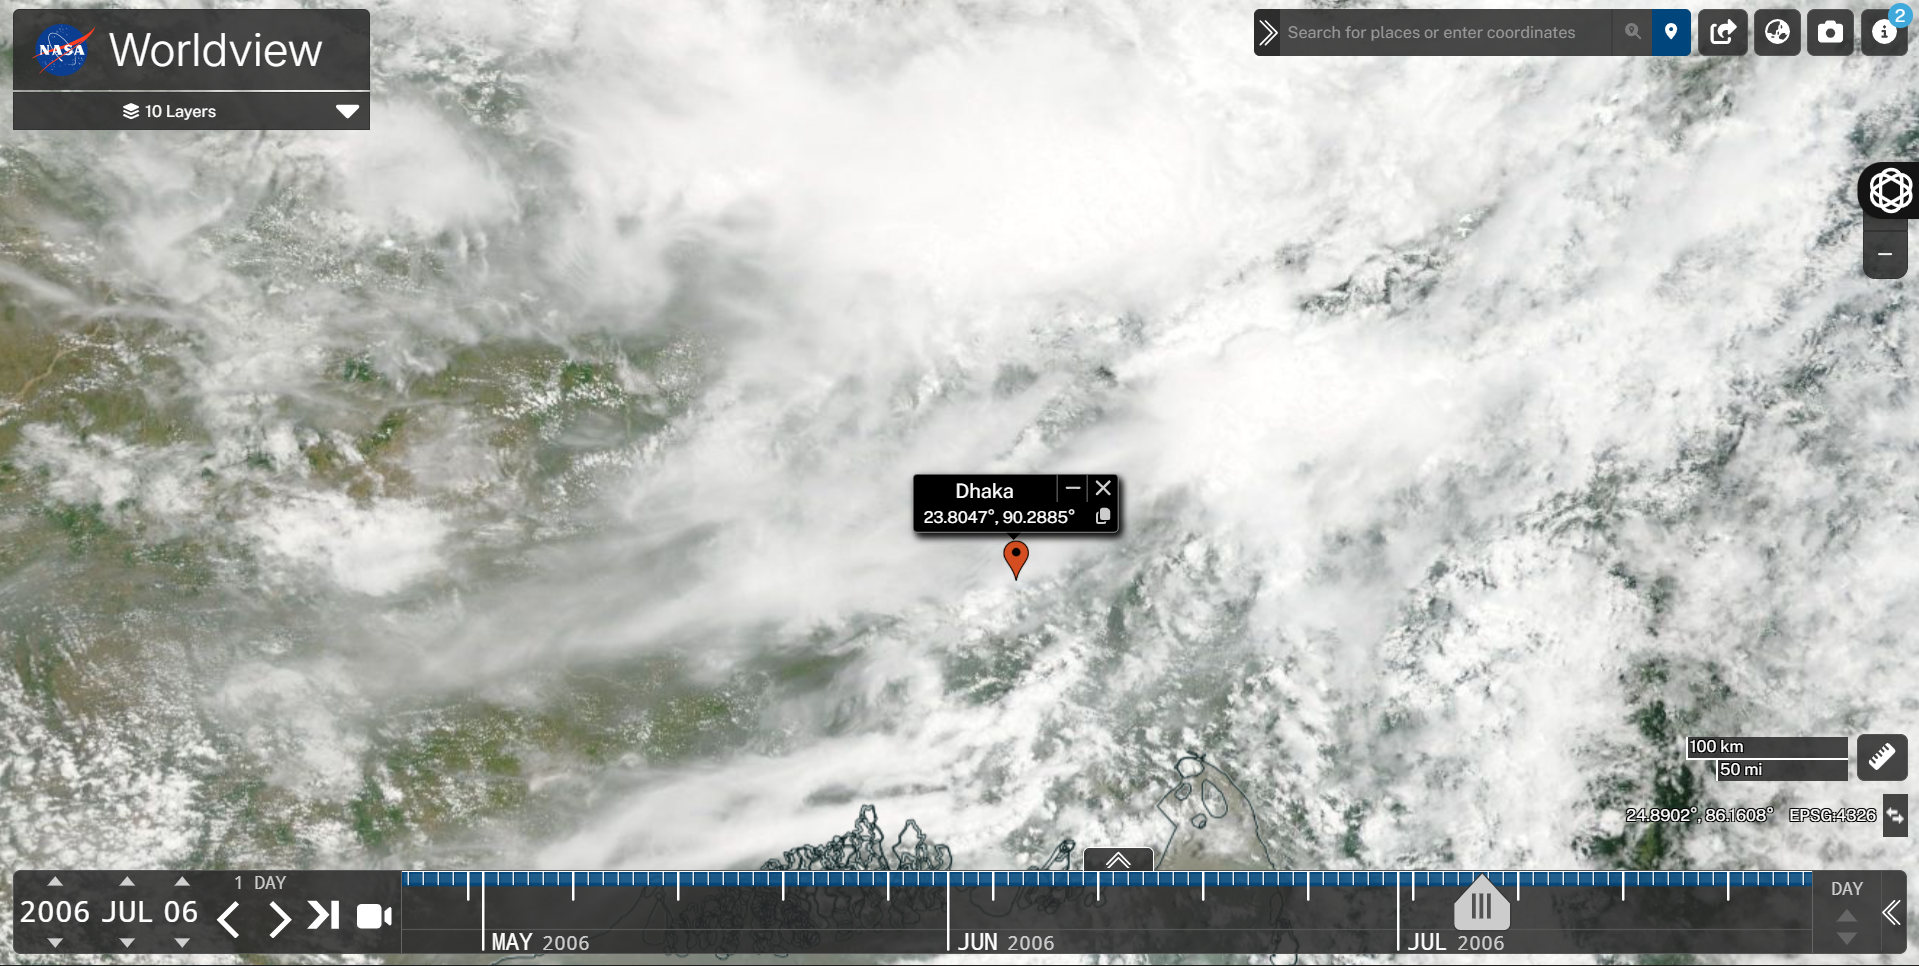 NASA Worldview
10 Layers
Search for places or enter coordinates
2
Dhaka
23.8047°, 90.2885°
100 km
50 mi
24.8902°, 86.1608° EPSG:4326
1 DAY
2006 JUL 06
MAY 2006
JUN 2006
JUL 2006
DAY